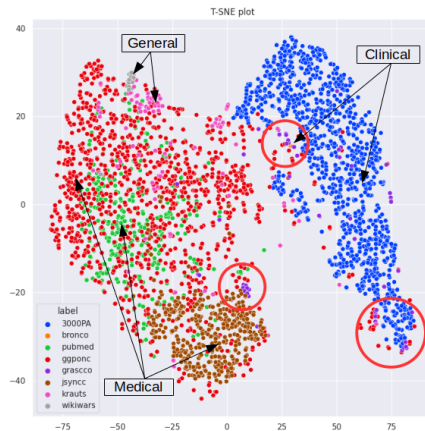 T-SNE plot
General
Clinical
Medical
label
3000PA
bronco
pubmed
ggponc
grascco
jsyncc
krauts
wikiwars
40
20
0
−20
−40
−75 −50 −25 0 25 50 75